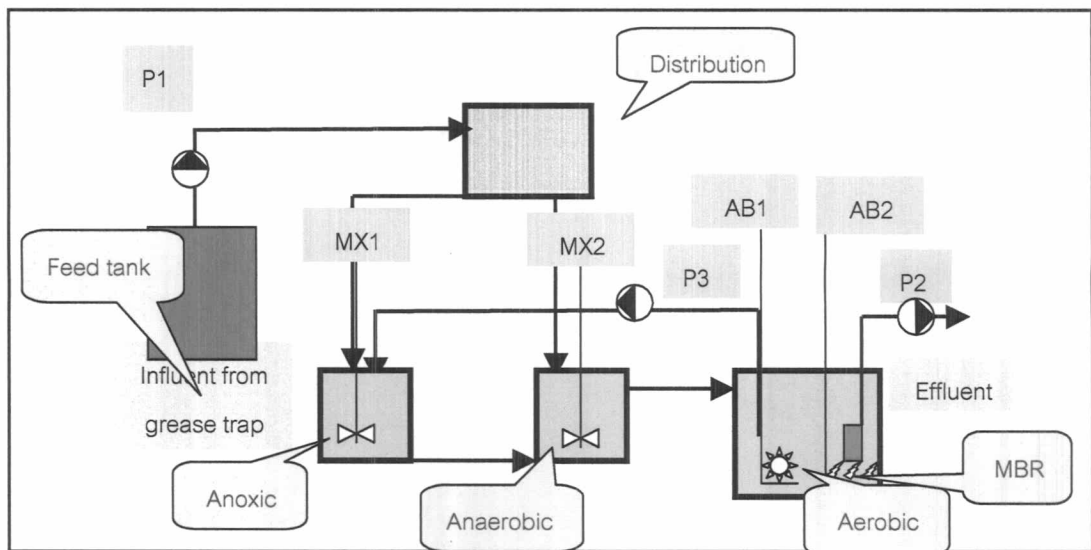 Distribution
P1
AB1
AB2
MX1
MX2
Feed tank
P3
P2
Influent from
grease trap
Effluent
Anoxic
Anaerobic
Aerobic
MBR